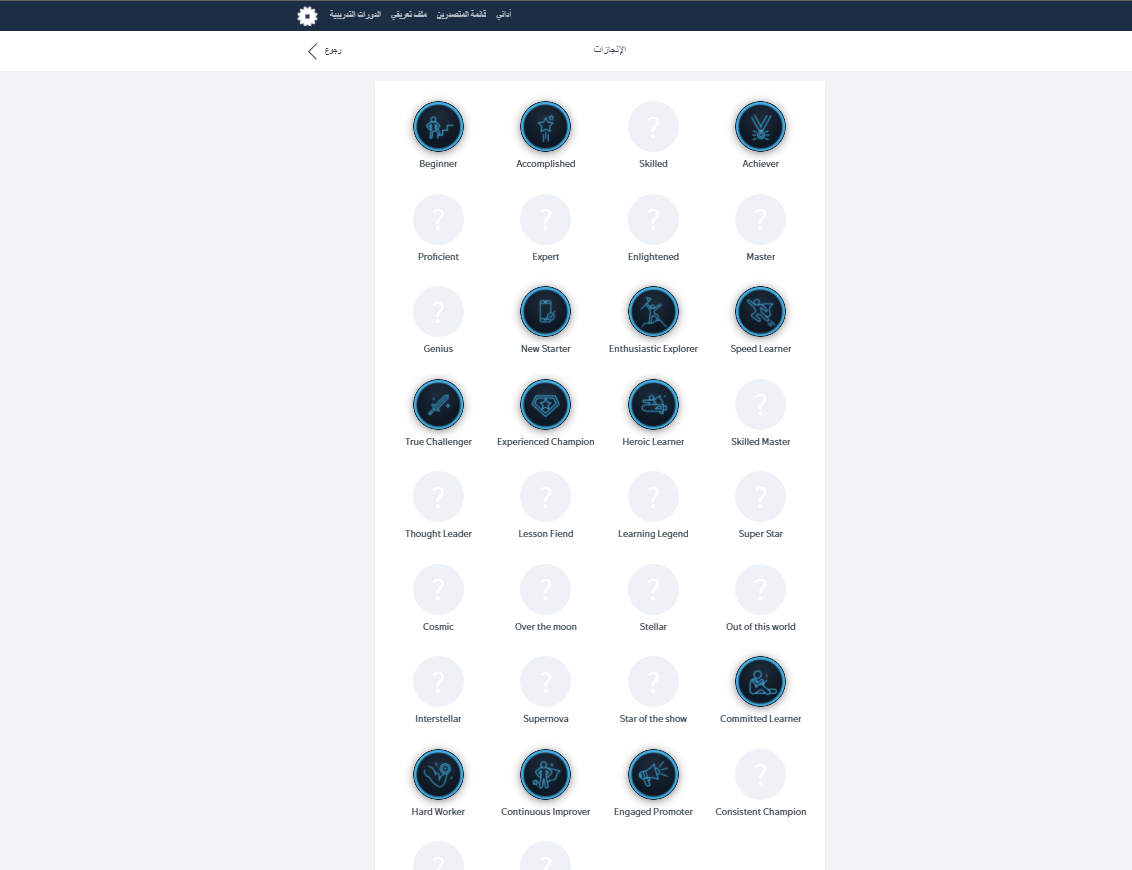 أدائي قائمة المتصدرين ملف تعريفي الدورات التدريبية
الإنجازات رجوع
Beginner Accomplished Skilled Achiever
Proficient Expert Enlightened Master
Genius New Starter Enthusiastic Explorer Speed Learner
True Challenger Experienced Champion Heroic Learner Skilled Master
Thought Leader Lesson Fiend Learning Legend Super Star
Cosmic Over the moon Stellar Out of this world
Interstellar Supernova Star of the show Committed Learner
Hard Worker Continuous Improver Engaged Promoter Consistent Champion